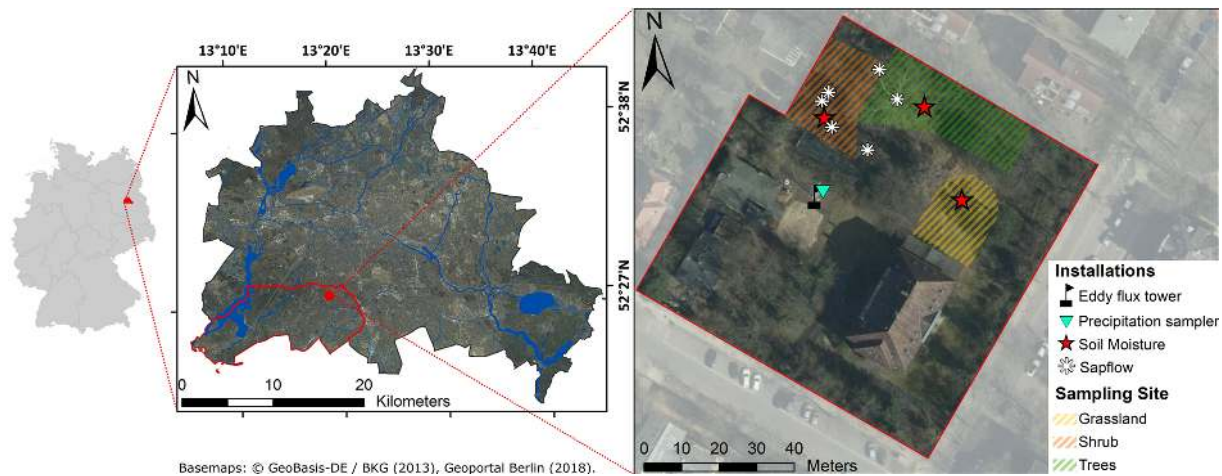 13°10'E 13°20'E 13°30'E 13°40'E
N
52°38'N
52°27'N
0 10 20
Kilometers
Basemaps: © GeoBasis-DE / BKG (2013), Geoportal Berlin (2018).
N
Installations
Eddy flux tower
Precipitation sampler
Soil Moisture
Sapflow
Sampling Site
Grassland
Shrub
Trees
0 10 20 30 40
Meters